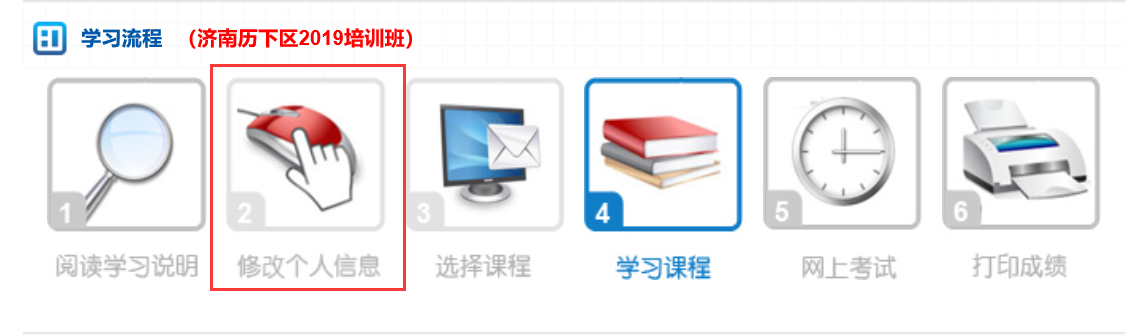 学习流程 （济南历下区2019培训班）
1 2 3 4 5 6
阅读学习说明 修改个人信息 选择课程 学习课程 网上考试 打印成绩